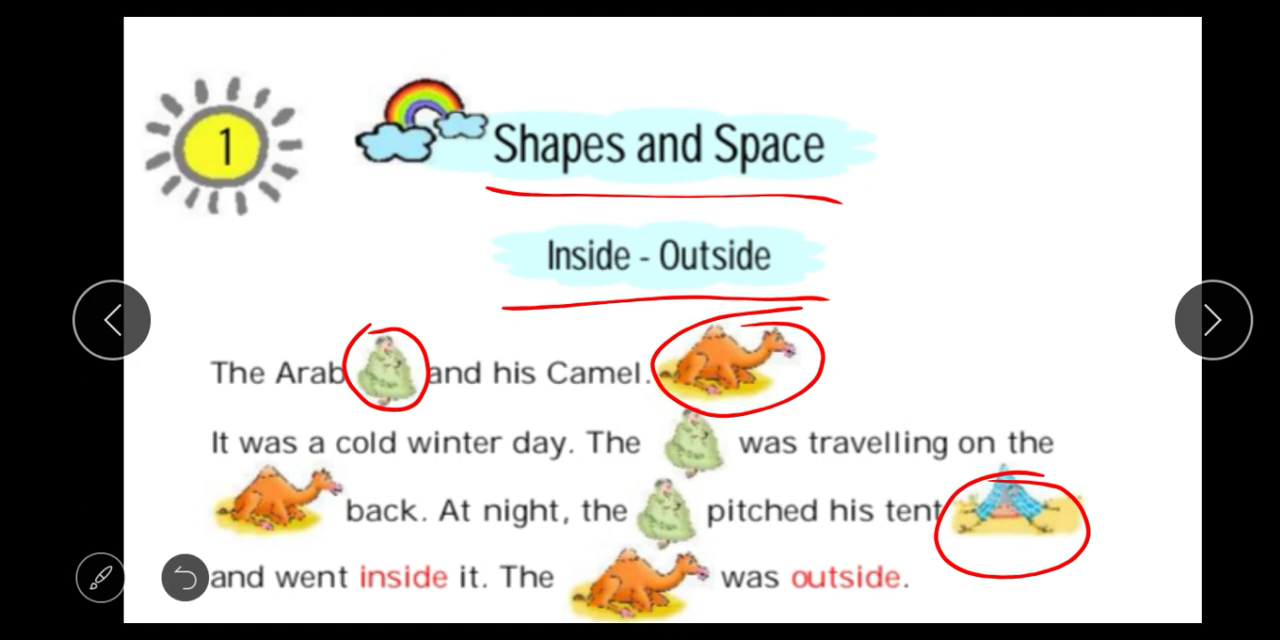 1
Shapes and Space
Inside - Outside
The Arab and his Camel.
It was a cold winter day. The was travelling on the
back. At night, the pitched his tent
and went inside it. The was outside.